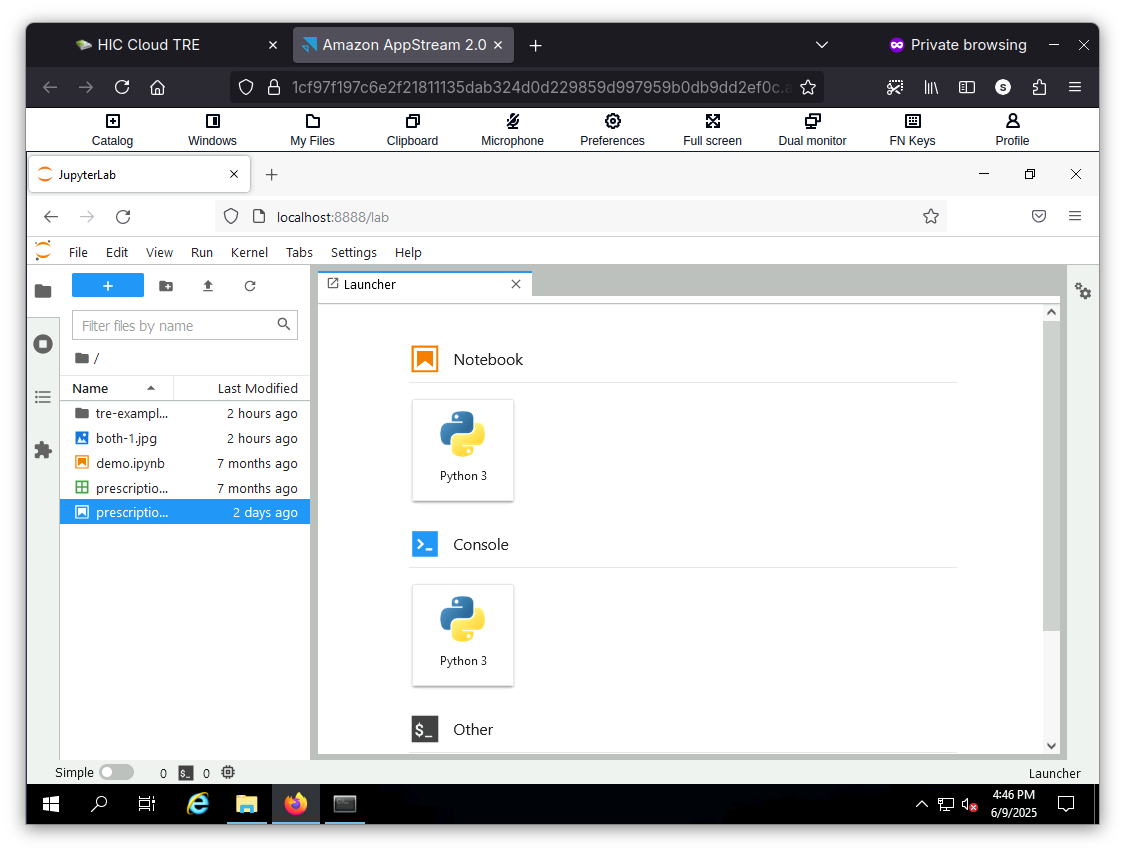 HIC Cloud TRE
Amazon AppStream 2.0
Private browsing
1cf97f197c6e2f21811135dab324d0d229859d997959b0db9dd2ef0c.a
S
Catalog Windows My Files Clipboard Microphone Preferences Full screen Dual monitor FN Keys Profile
JupyterLab
localhost:8888/lab
File Edit View Run Kernel Tabs Settings Help
Launcher
Filter files by name
/
Name Last Modified
tre-exampl... 2 hours ago
both-1.jpg 2 hours ago
demo.ipynb 7 months ago
prescriptio... 7 months ago
prescriptio... 2 days ago
Notebook
Python 3
Console
Python 3
$_ Other
Simple 0 $_ 0 Launcher
4:46 PM
6/9/2025